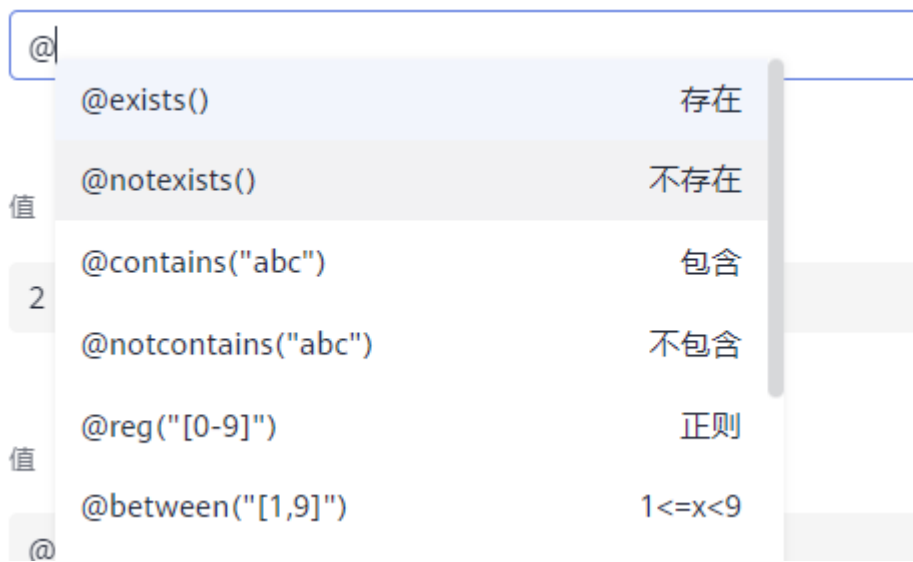 @
@exists() 存在
@notexists() 不存在
值
@contains("abc") 包含
2
@notcontains("abc") 不包含
@reg("[0-9]") 正则
值
@between("[1,9]") 1<=x<9
@